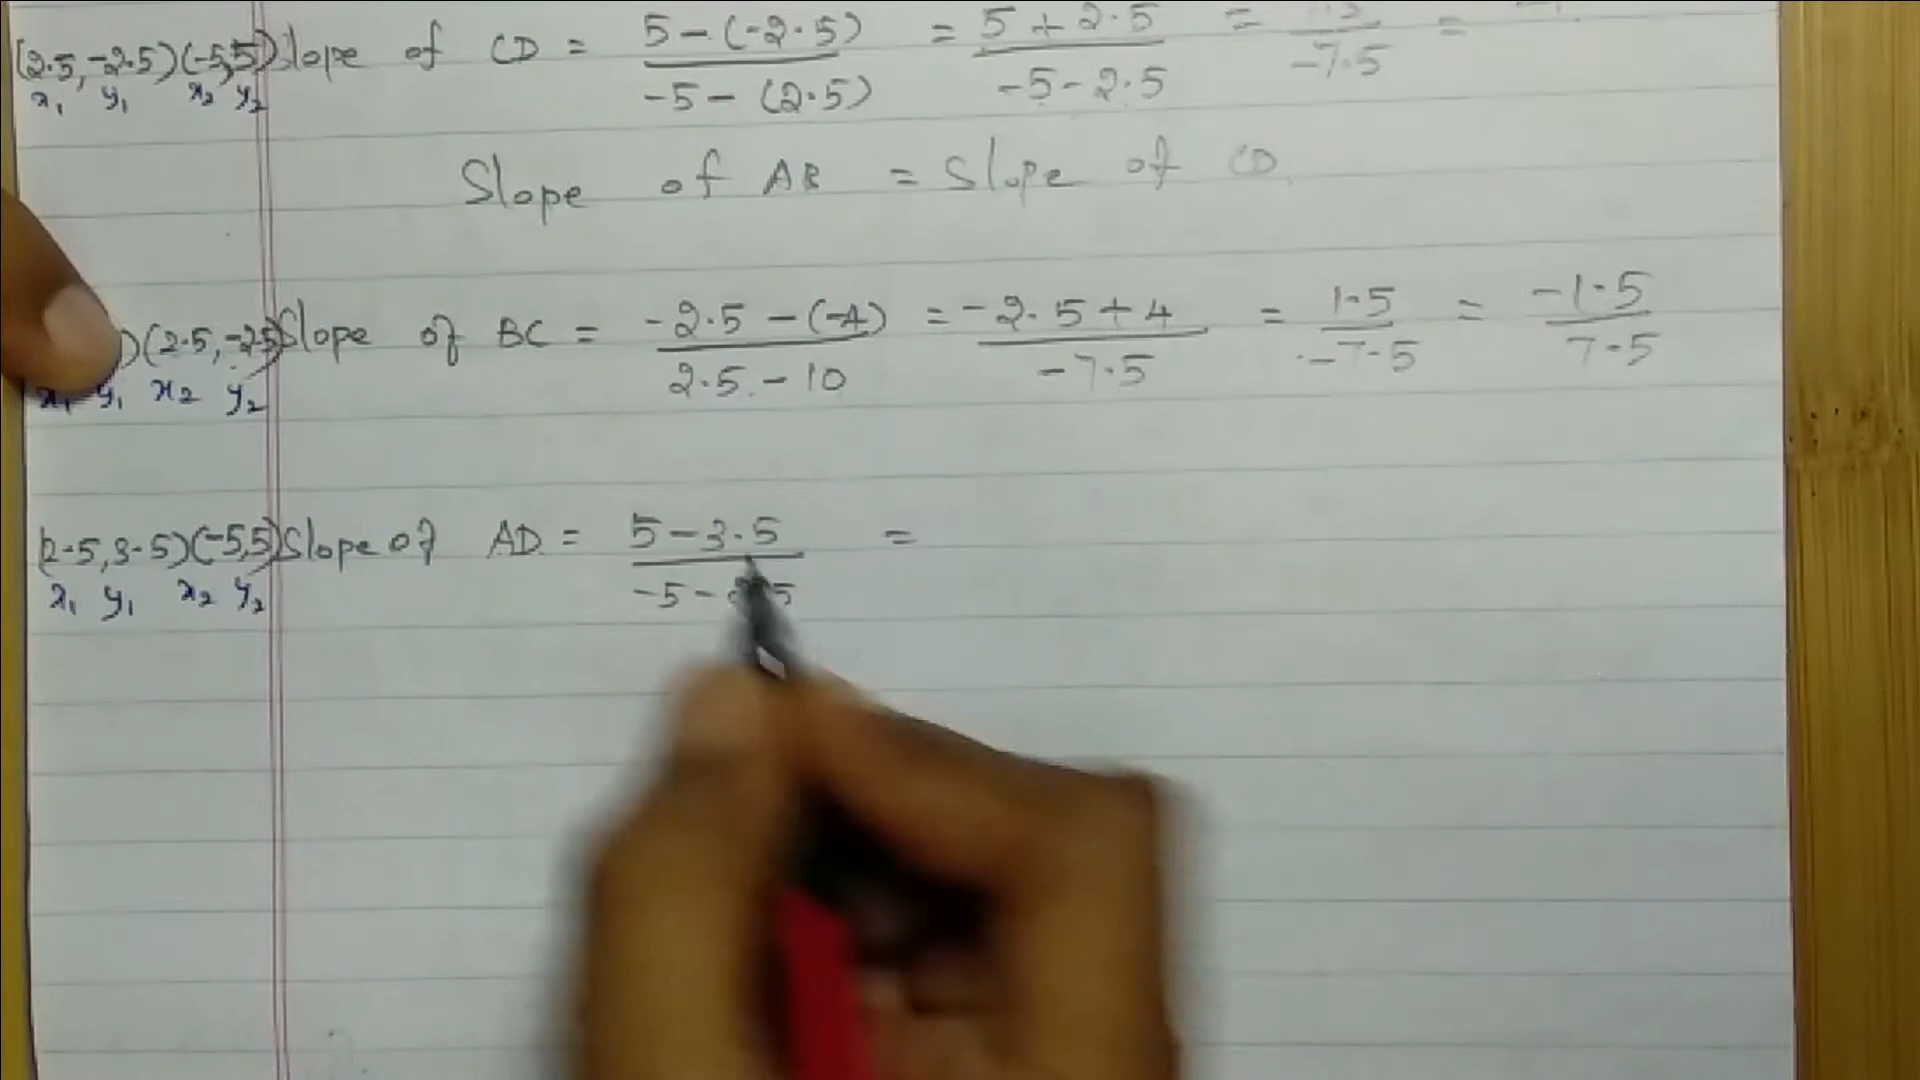 (2.5, -2.5)(-5,5) Slope of CD = 5-(-2.5) / -5-(2.5) = 5+2.5 / -5-2.5 = / -7.5 =
x₁ y₁ x₂ y₂
Slope of AB = Slope of CD
)(2.5, -2.5) Slope of BC = -2.5-(-4) / 2.5-10 = -2.5+4 / -7.5 = 1.5 / -7.5 = -1.5 / 7.5
x₁ y₁ x₂ y₂
(2.5, 3.5)(-5,5) Slope of AD = 5-3.5 / -5- =
x₁ y₁ x₂ y₂